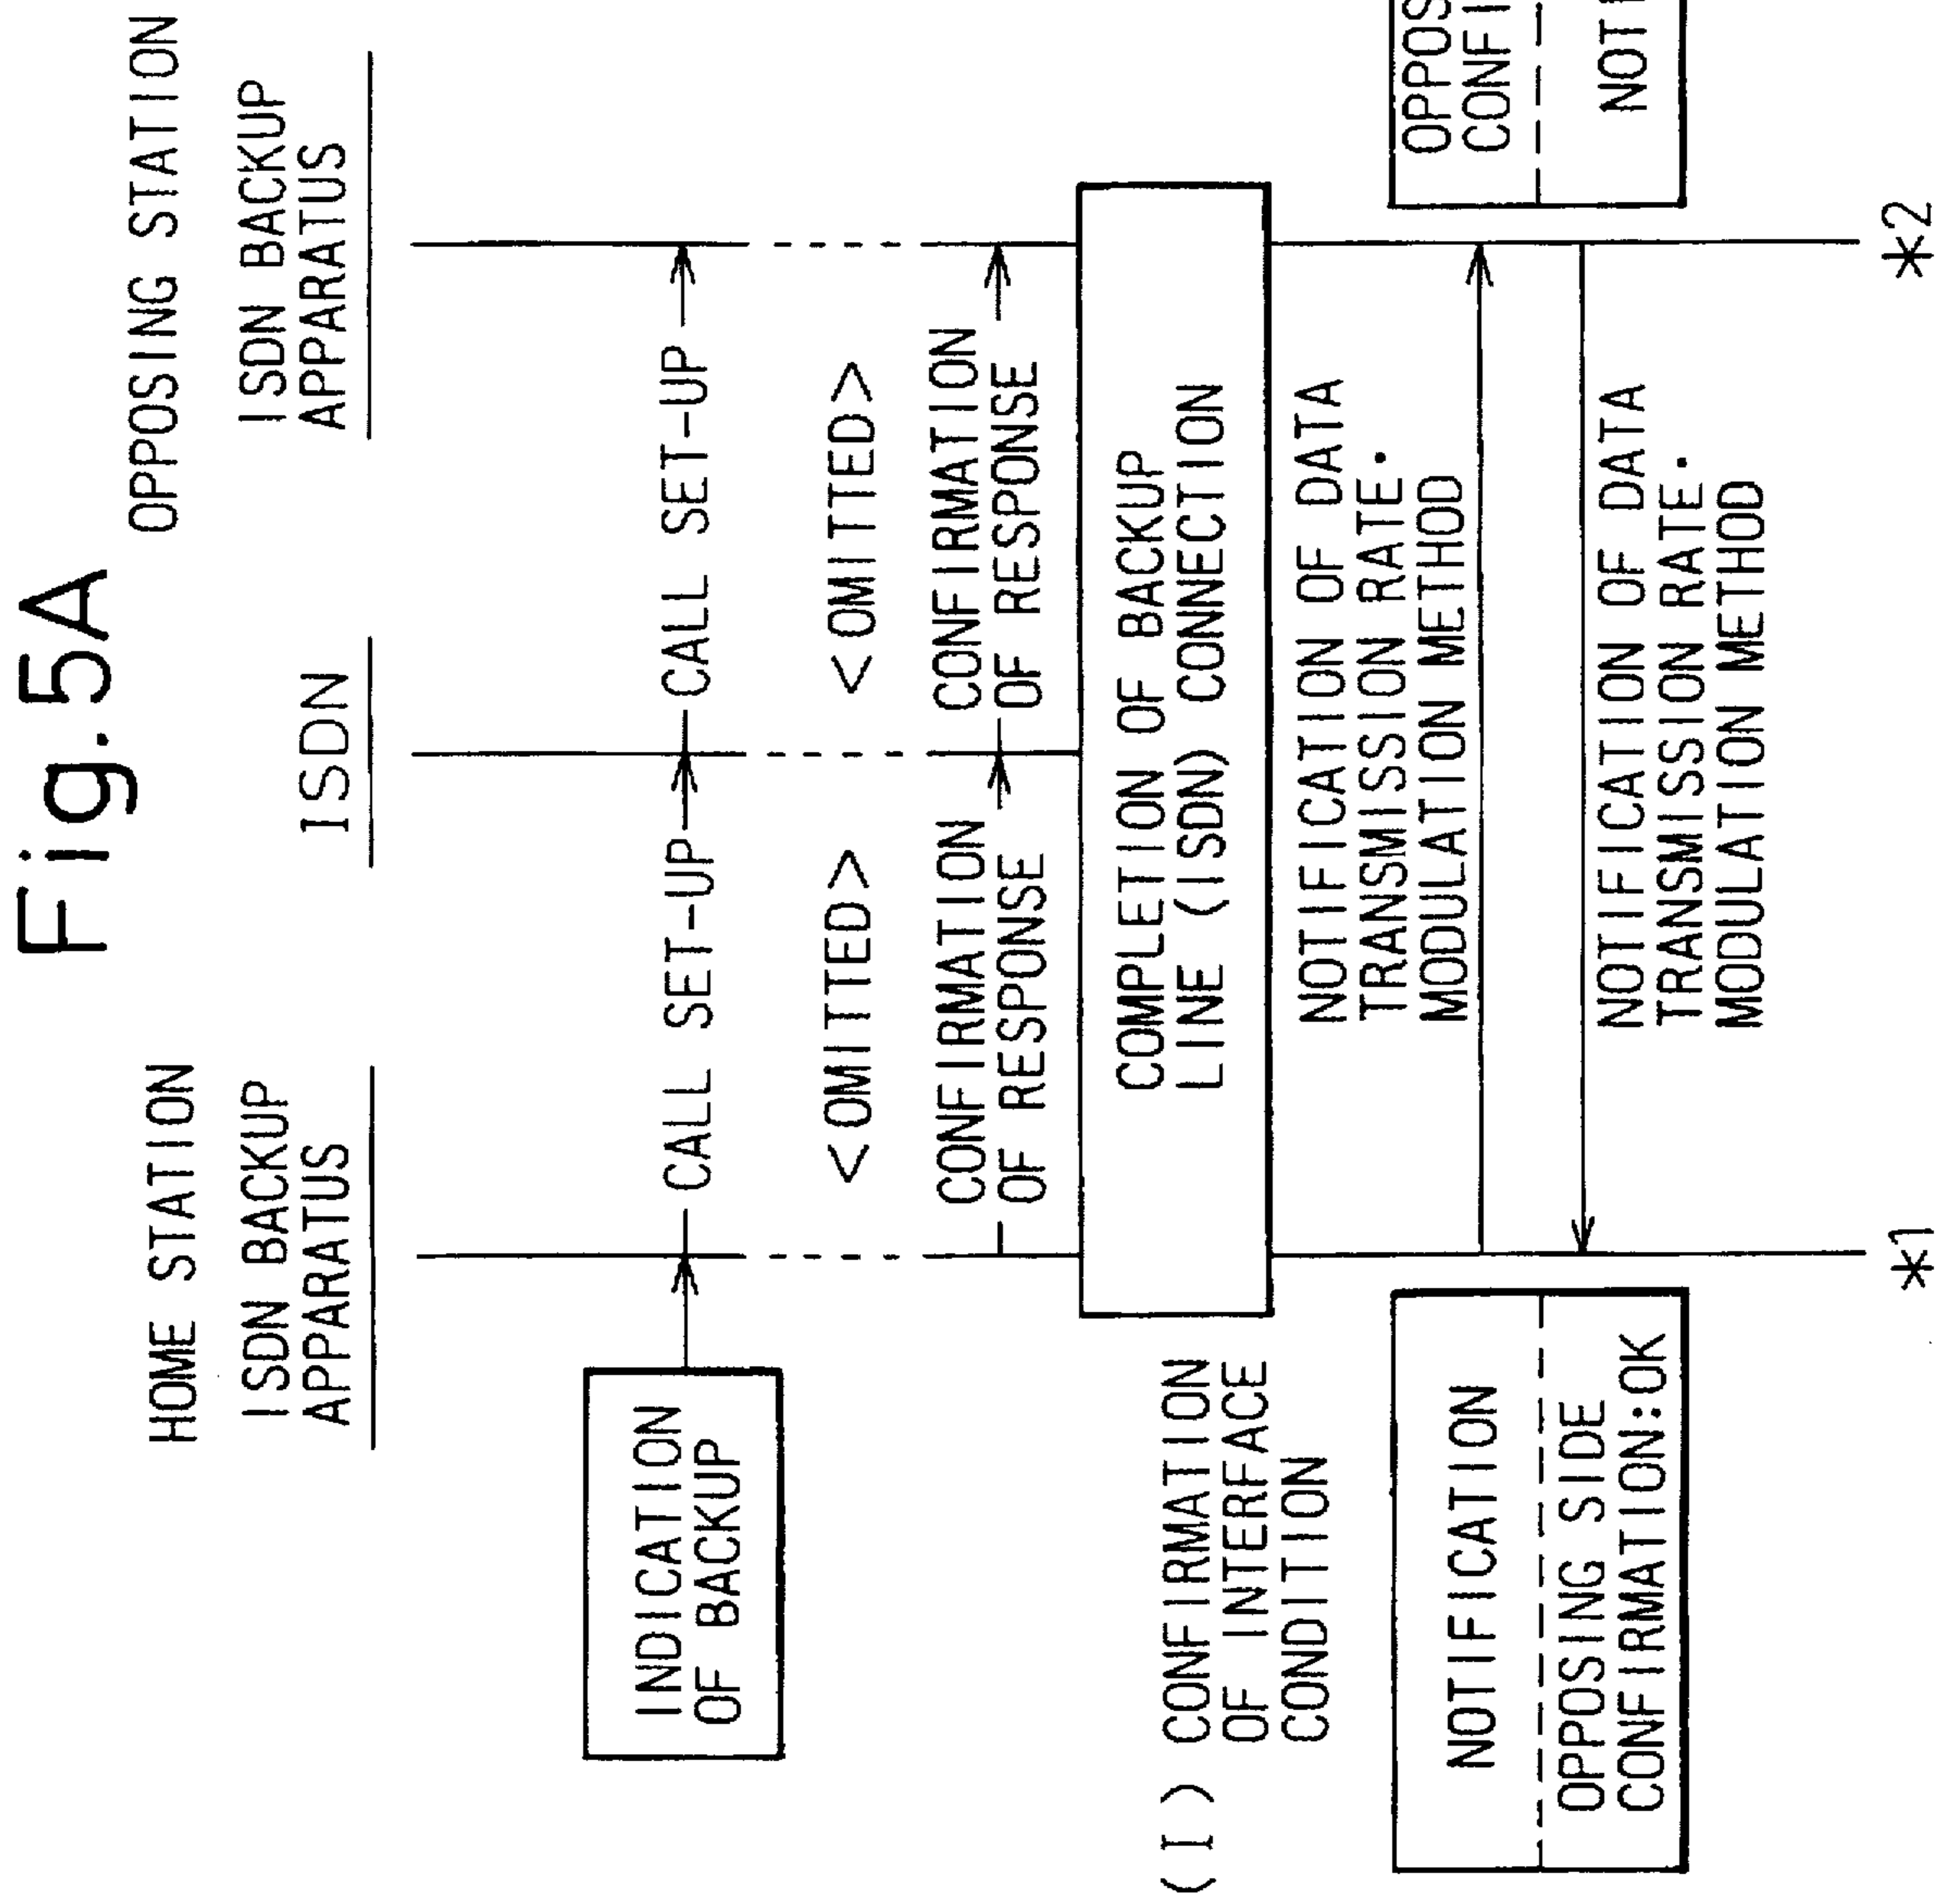 Fig.5A
HOME STATION
ISDN BACKUP
APPARATUS
ISDN
OPPOSING STATION
ISDN BACKUP
APPARATUS
INDICATION
OF BACKUP
CALL SET-UP
CALL SET-UP
<OMITTED>
<OMITTED>
CONFIRMATION
OF RESPONSE
CONFIRMATION
OF RESPONSE
COMPLETION OF BACKUP
LINE (ISDN) CONNECTION
(I) CONFIRMATION
OF INTERFACE
CONDITION
NOTIFICATION OF DATA
TRANSMISSION RATE.
MODULATION METHOD
NOTIFICATION
OPPOSING SIDE
CONFIRMATION:OK
OPPOS
CONFI
NOTI
NOTIFICATION OF DATA
TRANSMISSION RATE.
MODULATION METHOD
*1
*2